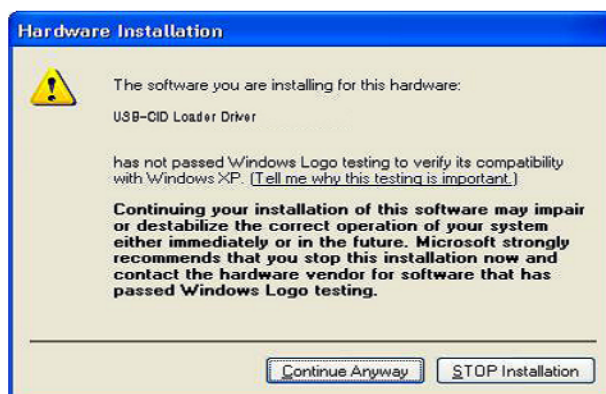 Hardware Installation
The software you are installing for this hardware:
USB-CID Loader Driver
has not passed Windows Logo testing to verify its compatibility
with Windows XP. (Tell me why this testing is important.)
Continuing your installation of this software may impair
or destabilize the correct operation of your system
either immediately or in the future. Microsoft strongly
recommends that you stop this installation now and
contact the hardware vendor for software that has
passed Windows Logo testing.
Continue Anyway
STOP Installation